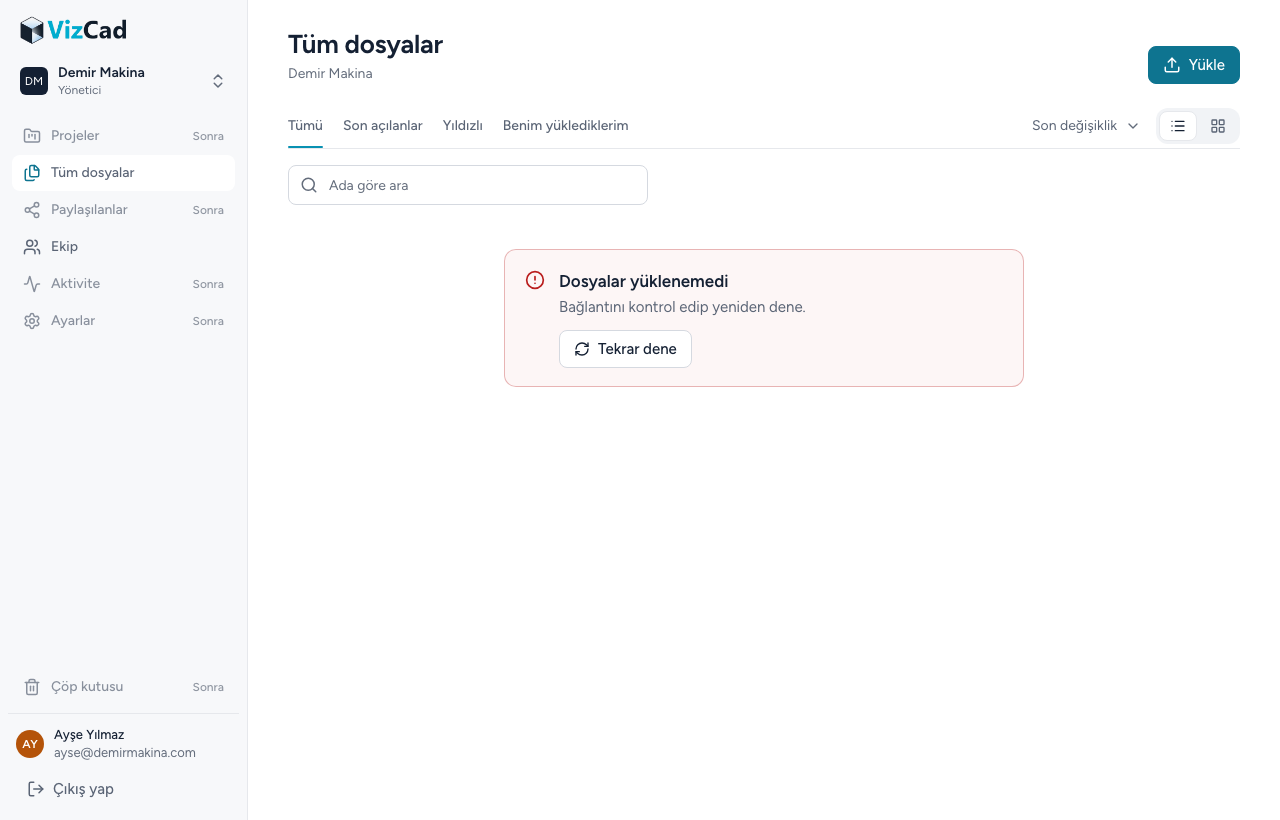 VizCad
DM
Demir Makina
Yönetici
Projeler
Sonra
Tüm dosyalar
Paylaşılanlar
Sonra
Ekip
Aktivite
Sonra
Ayarlar
Sonra
Çöp kutusu
Sonra
AY
Ayşe Yılmaz
ayse@demirmakina.com
Çıkış yap
Tüm dosyalar
Demir Makina
Yükle
Tümü
Son açılanlar
Yıldızlı
Benim yüklediklerim
Son değişiklik
Ada göre ara
Dosyalar yüklenemedi
Bağlantını kontrol edip yeniden dene.
Tekrar dene